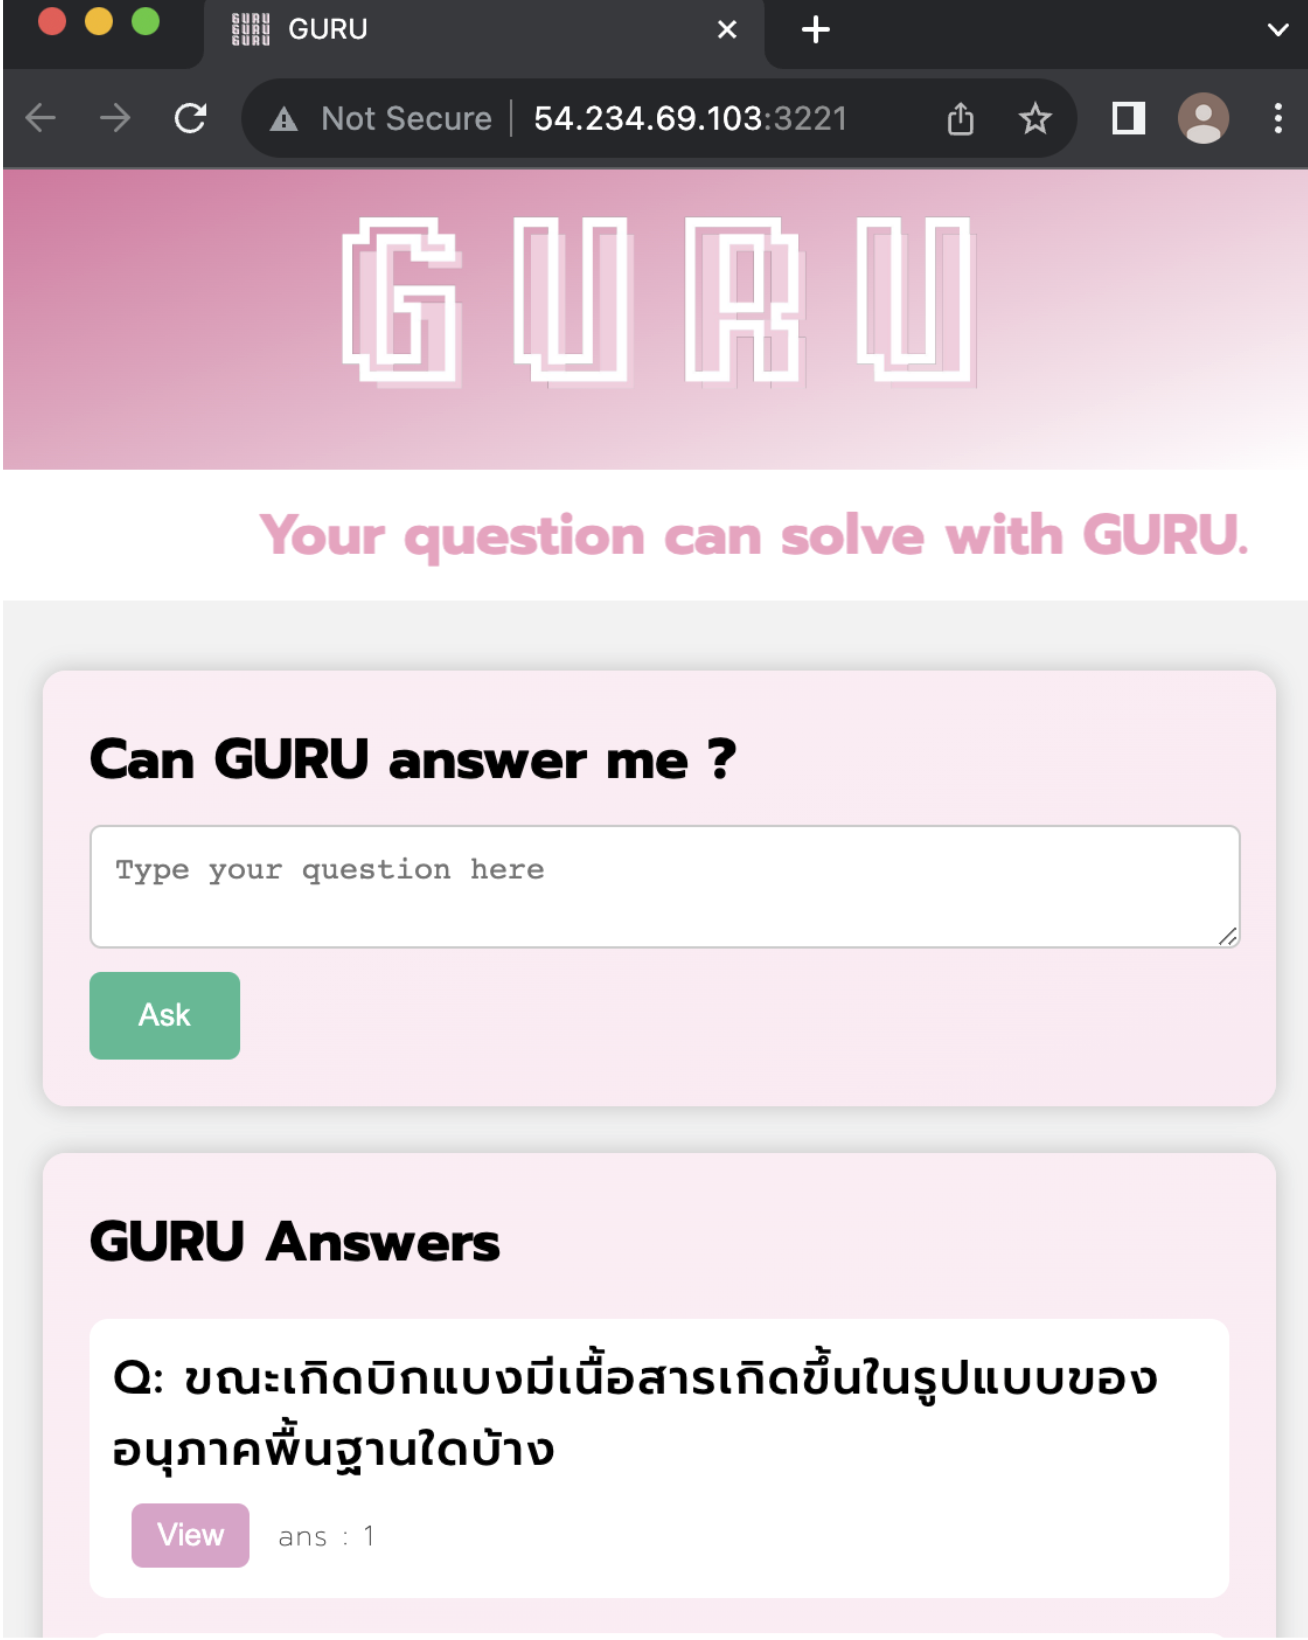 GURU
GURU
GURU
GURU
Not Secure | 54.234.69.103:3221
GURU
Your question can solve with GURU.
Can GURU answer me ?
Type your question here
Ask
GURU Answers
Q: ขณะเกิดบิกแบงมีเนื้อสารเกิดขึ้นในรูปแบบของ
อนุภาคพื้นฐานใดบ้าง
View ans : 1